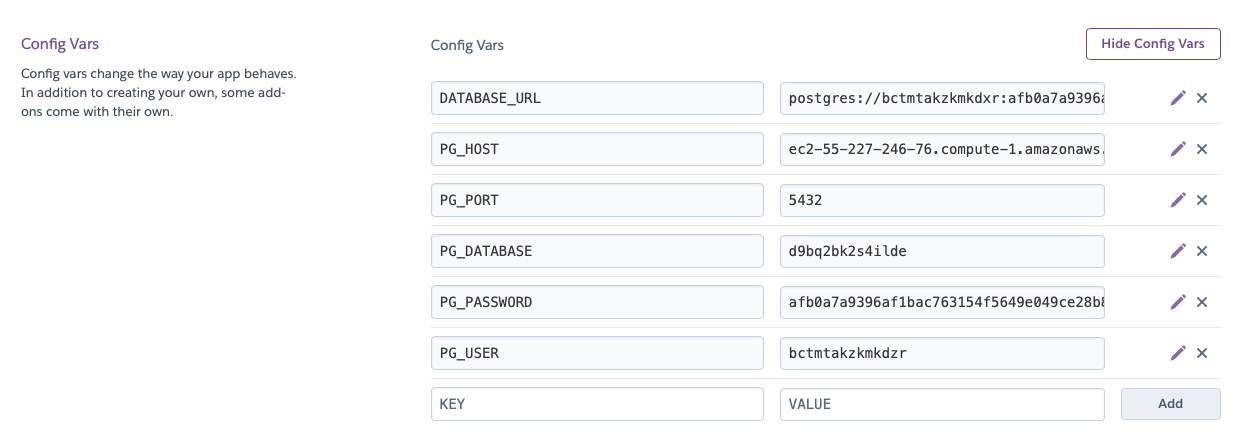 Config Vars
Config vars change the way your app behaves.
In addition to creating your own, some add-
ons come with their own.
Config Vars
Hide Config Vars
DATABASE_URL
postgres://bctmtakzkmkdxr:afb0a7a9396a
PG_HOST
ec2-55-227-246-76.compute-1.amazonaws.
PG_PORT
5432
PG_DATABASE
d9bq2bk2s4ilde
PG_PASSWORD
afb0a7a9396af1bac763154f5649e049ce28b8
PG_USER
bctmtakzkmkdzr
KEY
VALUE
Add